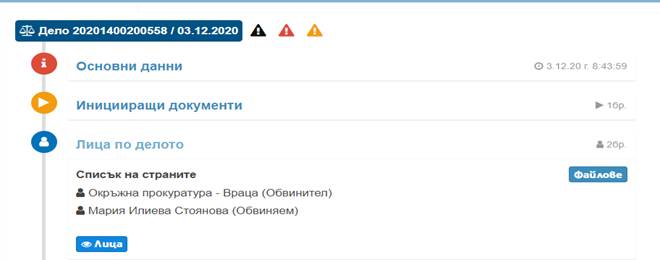 Дело 20201400200558 / 03.12.2020
Основни данни 3.12.20 г. 8:43:59
Иницииращи документи 1бр.
Лица по делото 2бр.
Списък на страните Файлове
Окръжна прокуратура - Враца (Обвинител)
Мария Илиева Стоянова (Обвиняем)
Лица